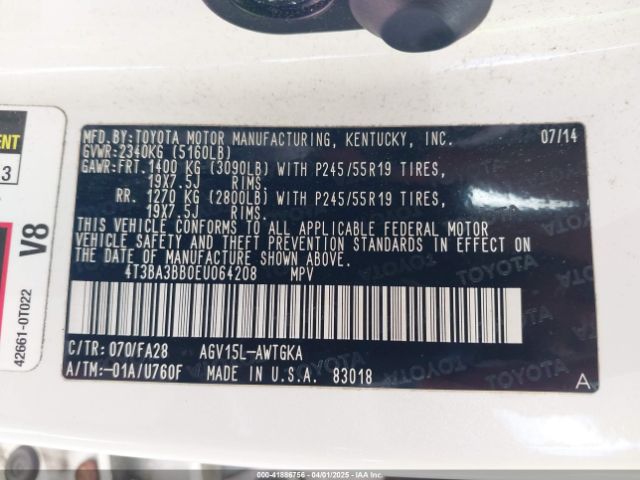 MFD.BY:TOYOTA MOTOR MANUFACTURING, KENTUCKY, INC. 07/14
GVWR:2340KG (5160LB)
GAWR:FRT. 1400 KG (3090LB) WITH P245/55R19 TIRES,
19X7.5J RIMS.
RR. 1270 KG (2800LB) WITH P245/55R19 TIRES,
19X7.5J RIMS.
THIS VEHICLE CONFORMS TO ALL APPLICABLE FEDERAL MOTOR
VEHICLE SAFETY AND THEFT PREVENTION STANDARDS IN EFFECT ON
THE DATE OF MANUFACTURE SHOWN ABOVE.
4T3BA3BB0EU064208 MPV
C/TR: 070/FA28 AGV15L-AWTGKA
A/TM:-01A/U760F MADE IN U.S.A. 83018
A
ENT
3
V8
42661-0T022
000-41886756 - 04/01/2025 - IAAI.COM